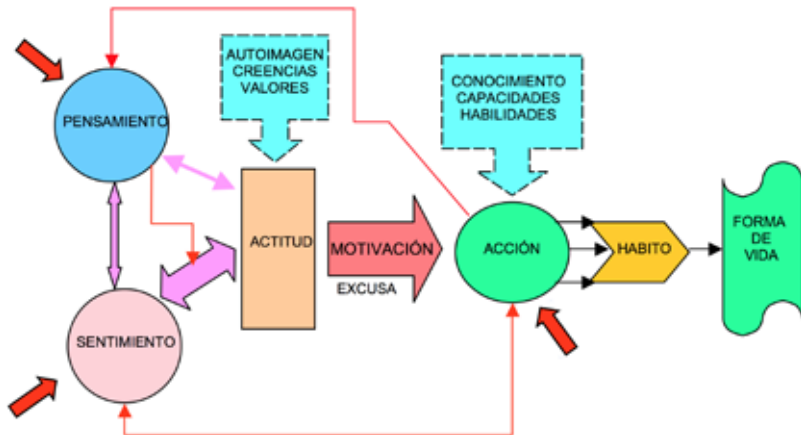 AUTOIMAGEN
CREENCIAS
VALORES
CONOCIMIENTO
CAPACIDADES
HABILIDADES
PENSAMIENTO
ACTITUD
MOTIVACIÓN
EXCUSA
ACCIÓN
HABITO
FORMA
DE
VIDA
SENTIMIENTO